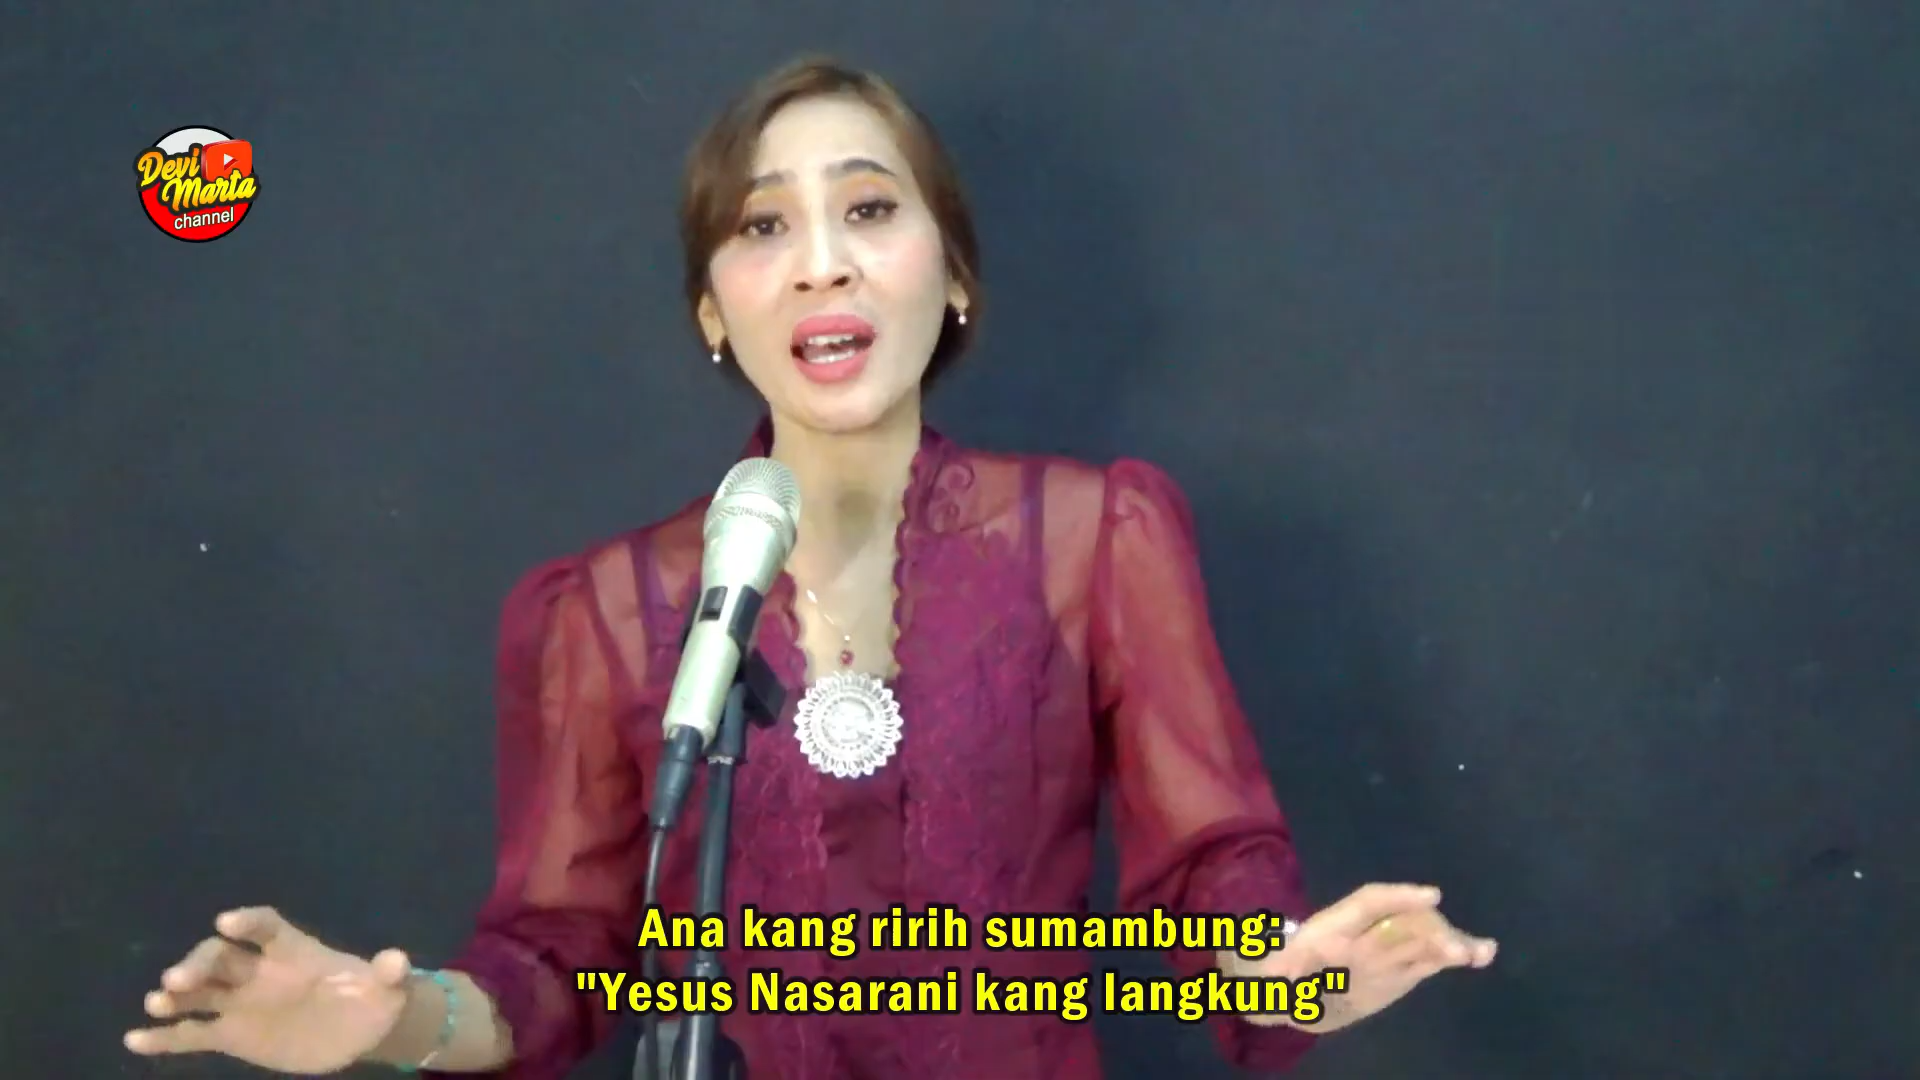 Devi
Marta
channel
Ana kang ririh sumambung:
"Yesus Nasarani kang langkung"